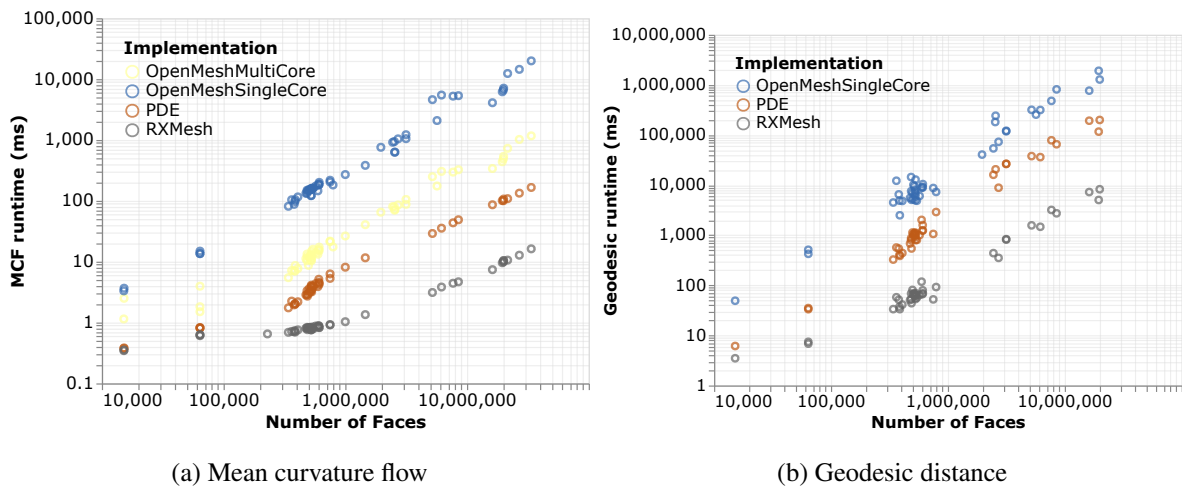 100,000
10,000
1,000
100
10
1
0.1
MCF runtime (ms)
Implementation
OpenMeshMultiCore
OpenMeshSingleCore
PDE
RXMesh
10,000
100,000
1,000,000
10,000,000
Number of Faces
(a) Mean curvature flow
10,000,000
1,000,000
100,000
10,000
1,000
100
10
1
Geodesic runtime (ms)
Implementation
OpenMeshSingleCore
PDE
RXMesh
10,000
100,000
1,000,000
10,000,000
Number of Faces
(b) Geodesic distance